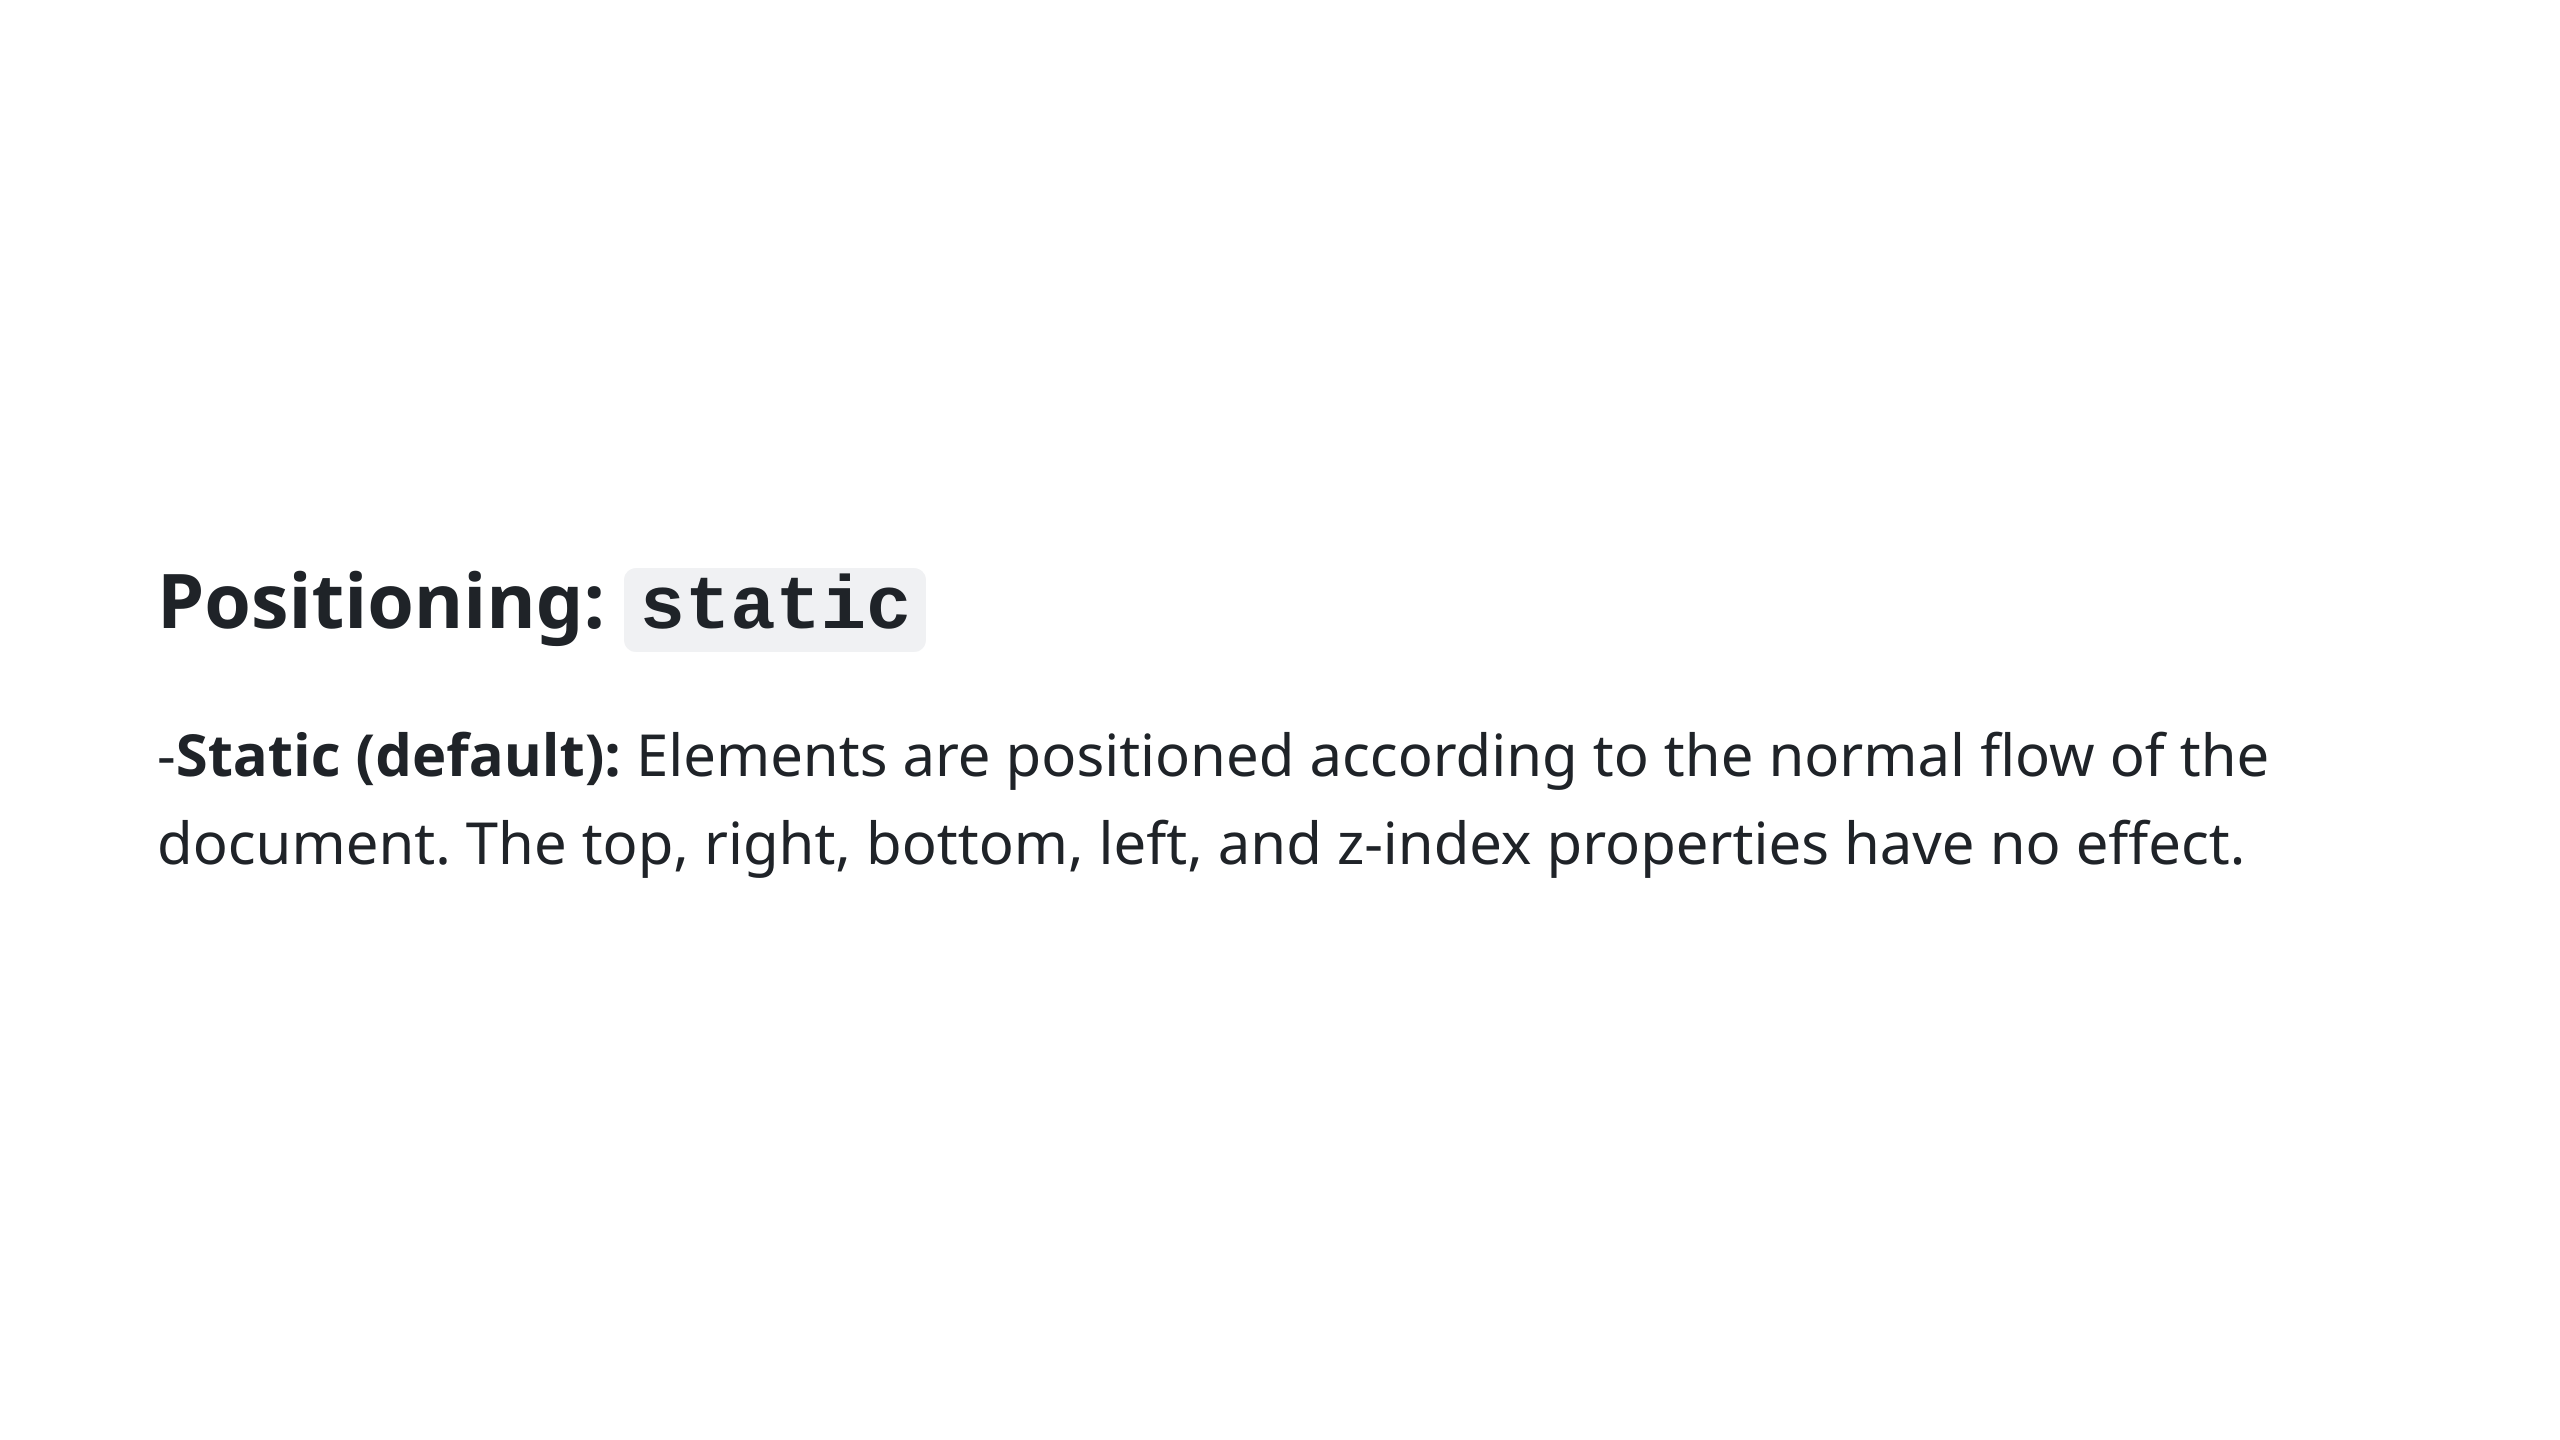 Positioning: static
-Static (default): Elements are positioned according to the normal flow of the
document. The top, right, bottom, left, and z-index properties have no effect.